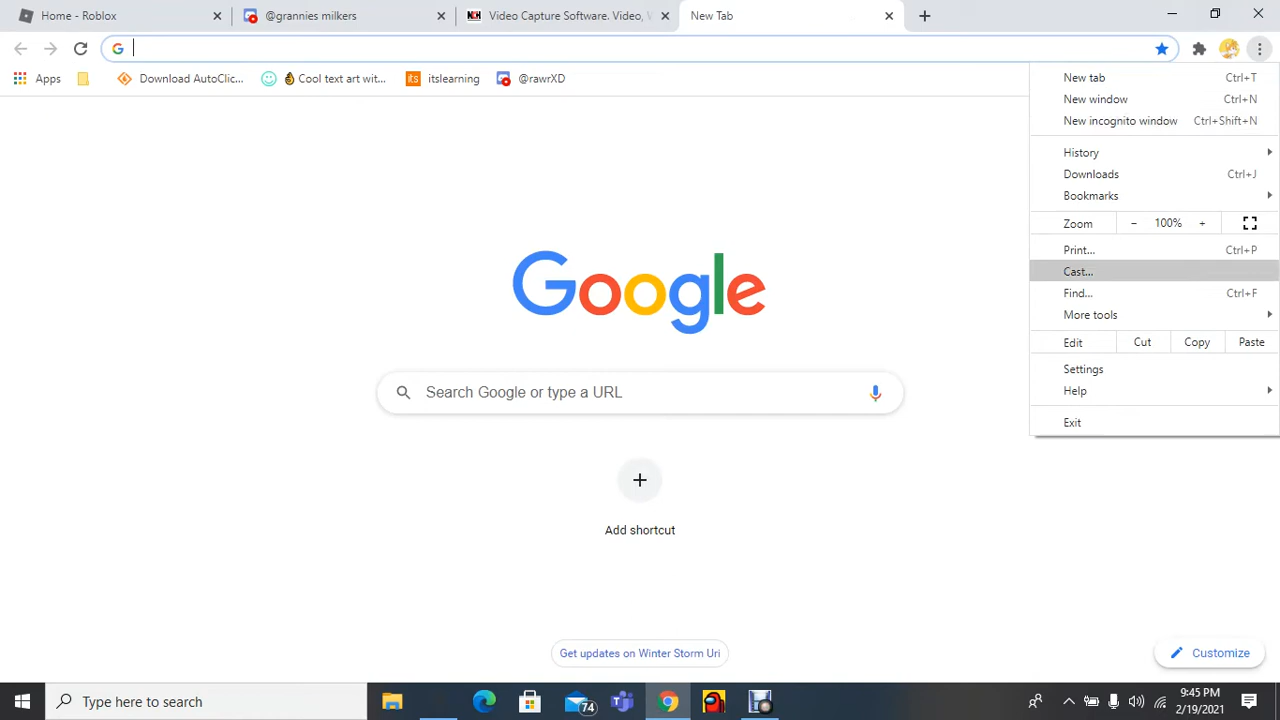 Home - Roblox
@grannies milkers
NCH Video Capture Software. Video, W
New Tab
Apps
Download AutoClic...
Cool text art wit...
its itslearning
@rawrXD
New tab Ctrl+T
New window Ctrl+N
New incognito window Ctrl+Shift+N
History
Downloads Ctrl+J
Bookmarks
Zoom − 100% +
Print... Ctrl+P
Cast...
Find... Ctrl+F
More tools
Edit Cut Copy Paste
Settings
Help
Exit
Google
Search Google or type a URL
Add shortcut
Get updates on Winter Storm Uri
Customize
Type here to search
74
9:45 PM
2/19/2021